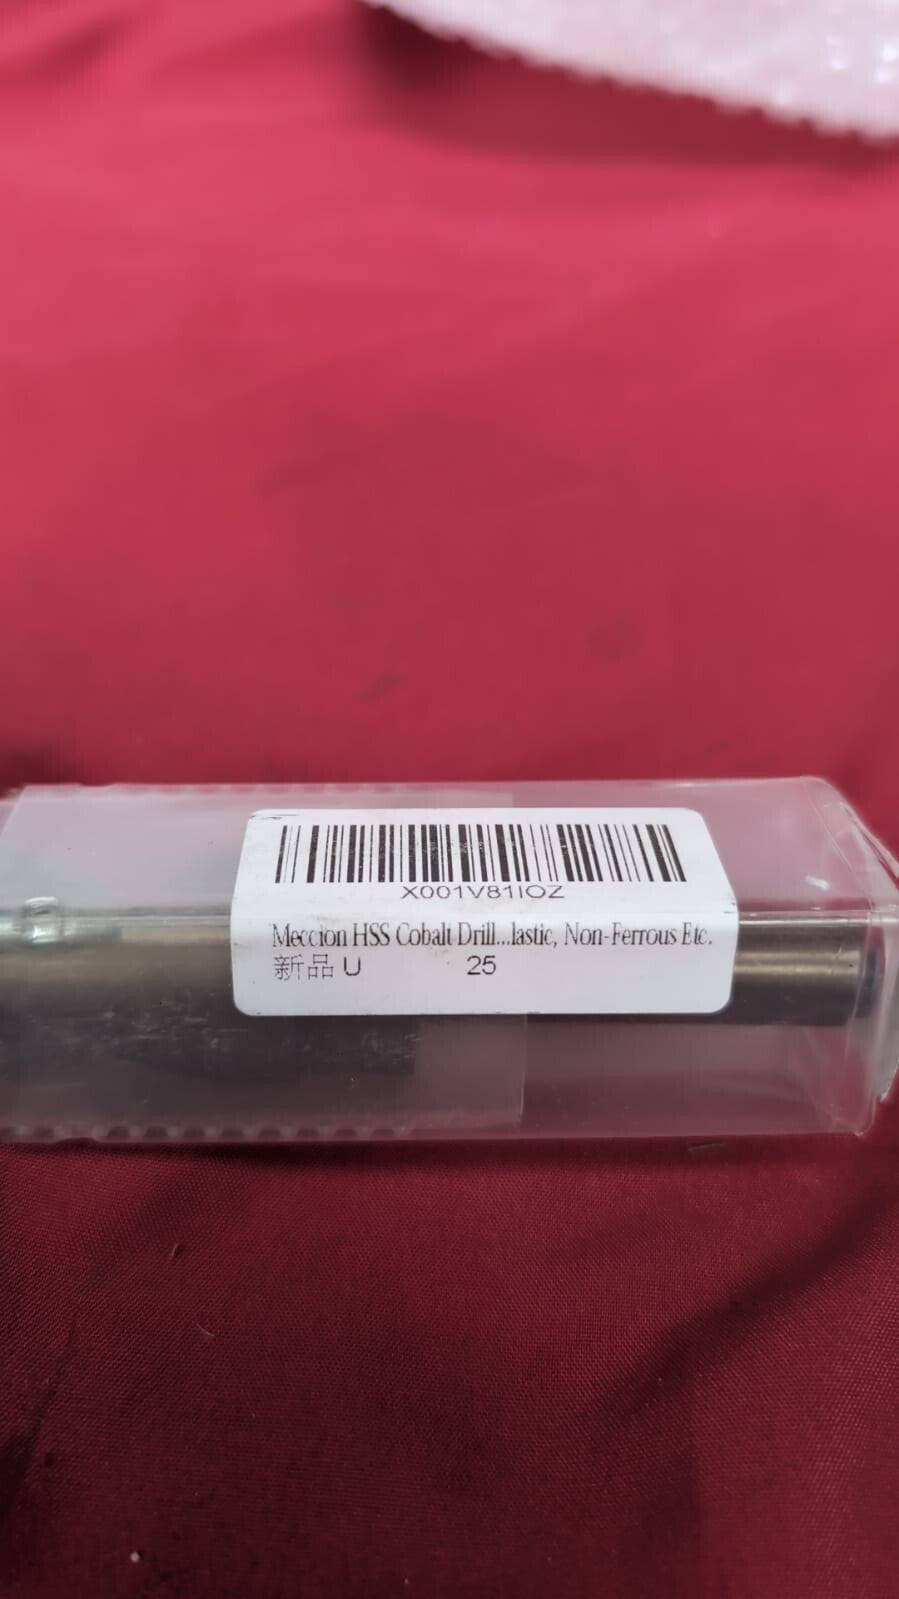 X001V81IOZ
Meccion HSS Cobalt Drill...lastic, Non-Ferrous Etc.
新品 U 25